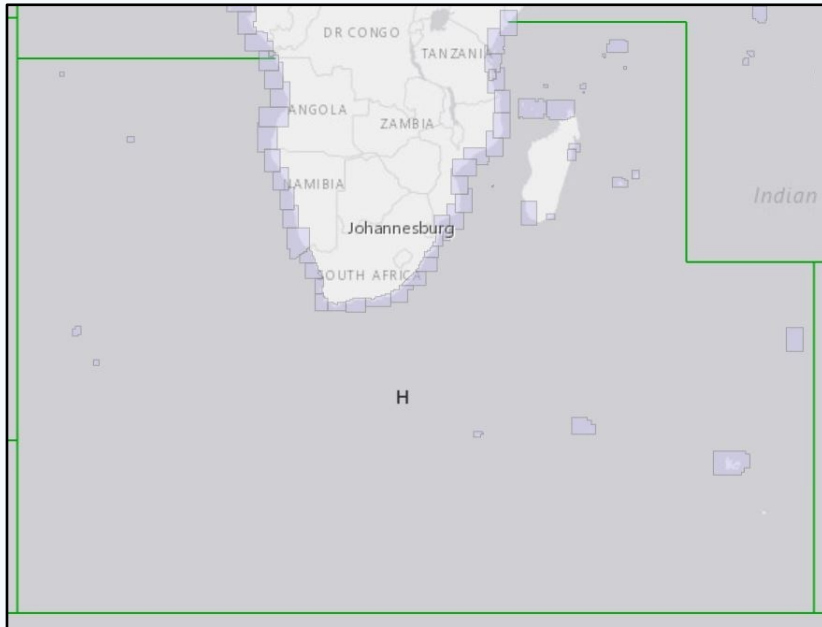 DR CONGO
TANZANIA
ANGOLA
ZAMBIA
NAMIBIA
Indian
Johannesburg
SOUTH AFRICA
H